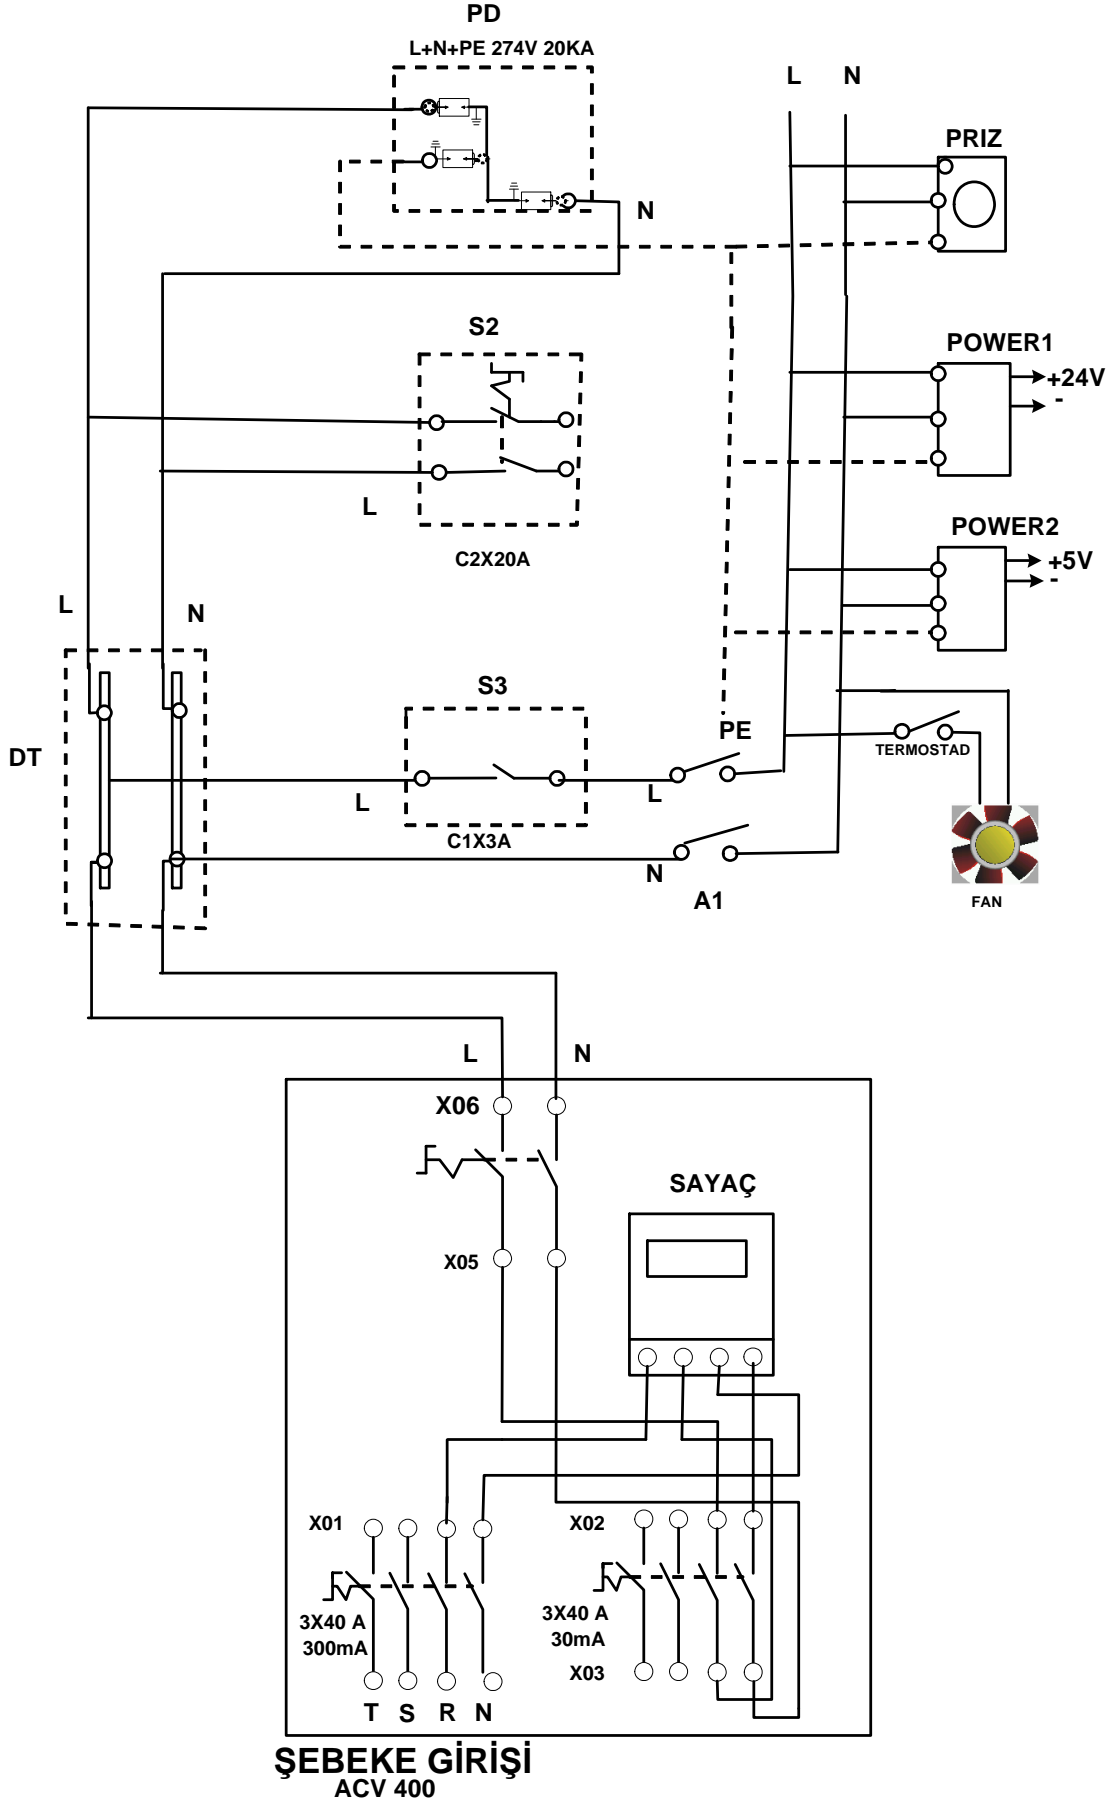 PD
L+N+PE 274V 20KA
L
N
PRIZ
N
S2
POWER1
+24V
-
L
C2X20A
POWER2
+5V
-
L
N
S3
PE
DT
TERMOSTAD
L
L
C1X3A
N
A1
FAN
L
N
X06
SAYAÇ
X05
X01
X02
3X40 A
300mA
3X40 A
30mA
X03
T S R N
ŞEBEKE GİRİŞİ
ACV 400